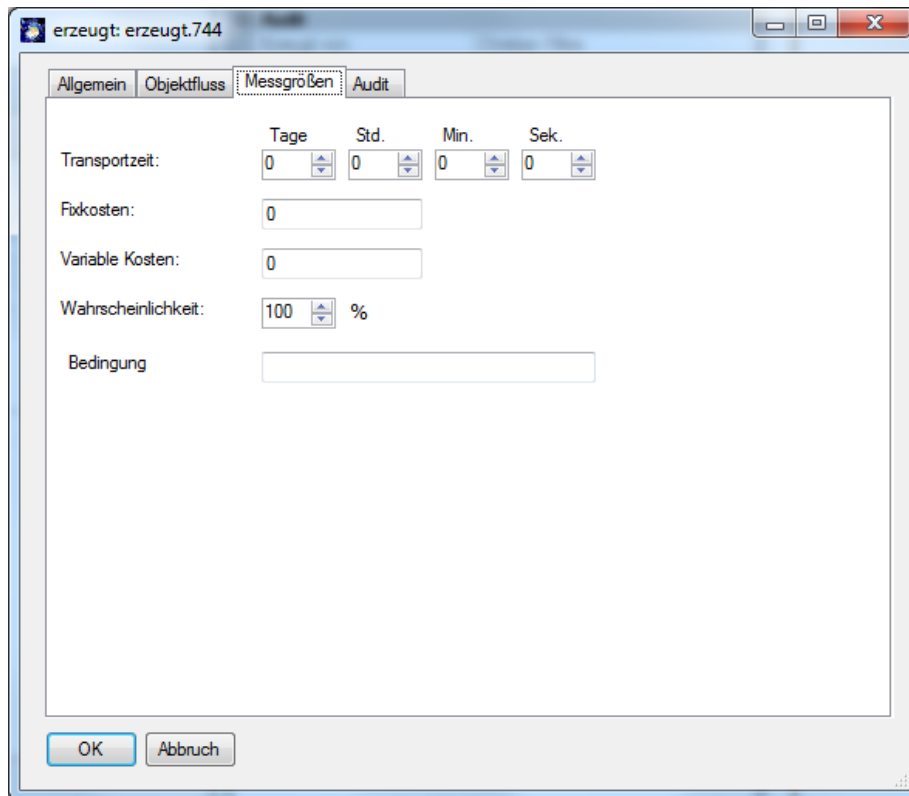 erzeugt: erzeugt.744
Allgemein Objektfluss Messgrößen Audit
Tage Std. Min. Sek.
Transportzeit: 0 0 0 0
Fixkosten: 0
Variable Kosten: 0
Wahrscheinlichkeit: 100 %
Bedingung
OK Abbruch